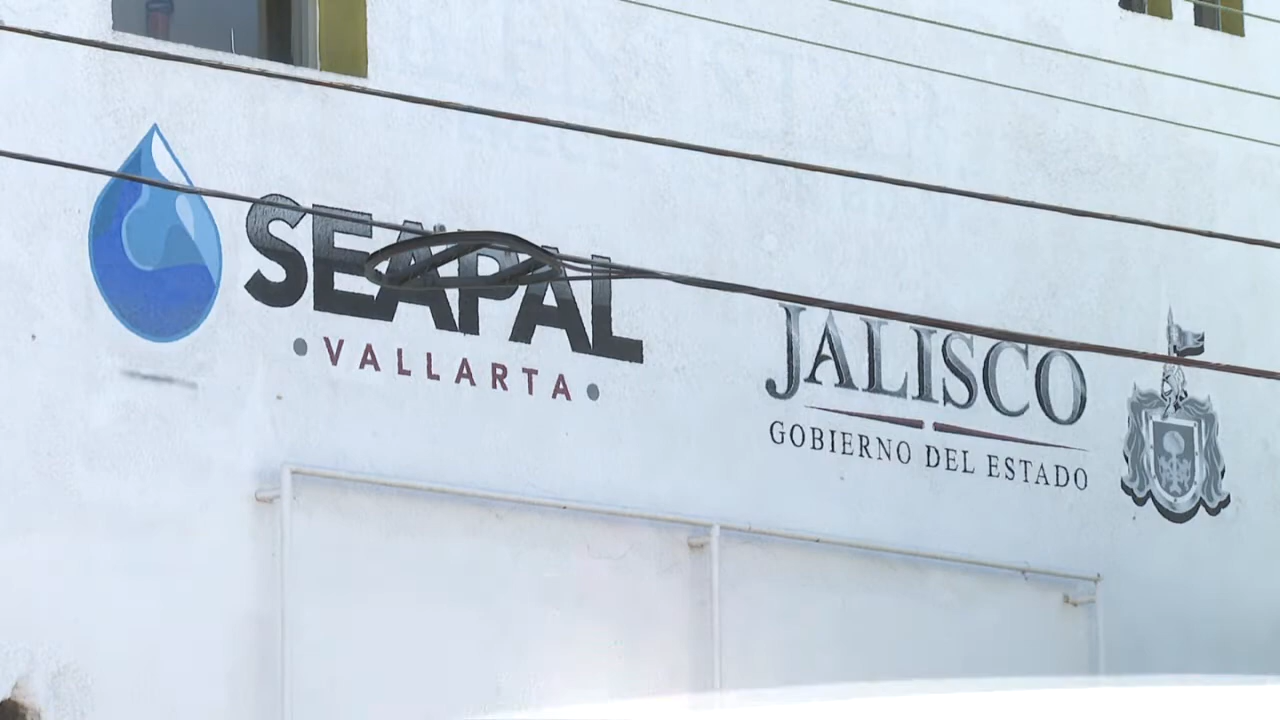 SEAPAL
• VALLARTA •
JALISCO
GOBIERNO DEL ESTADO